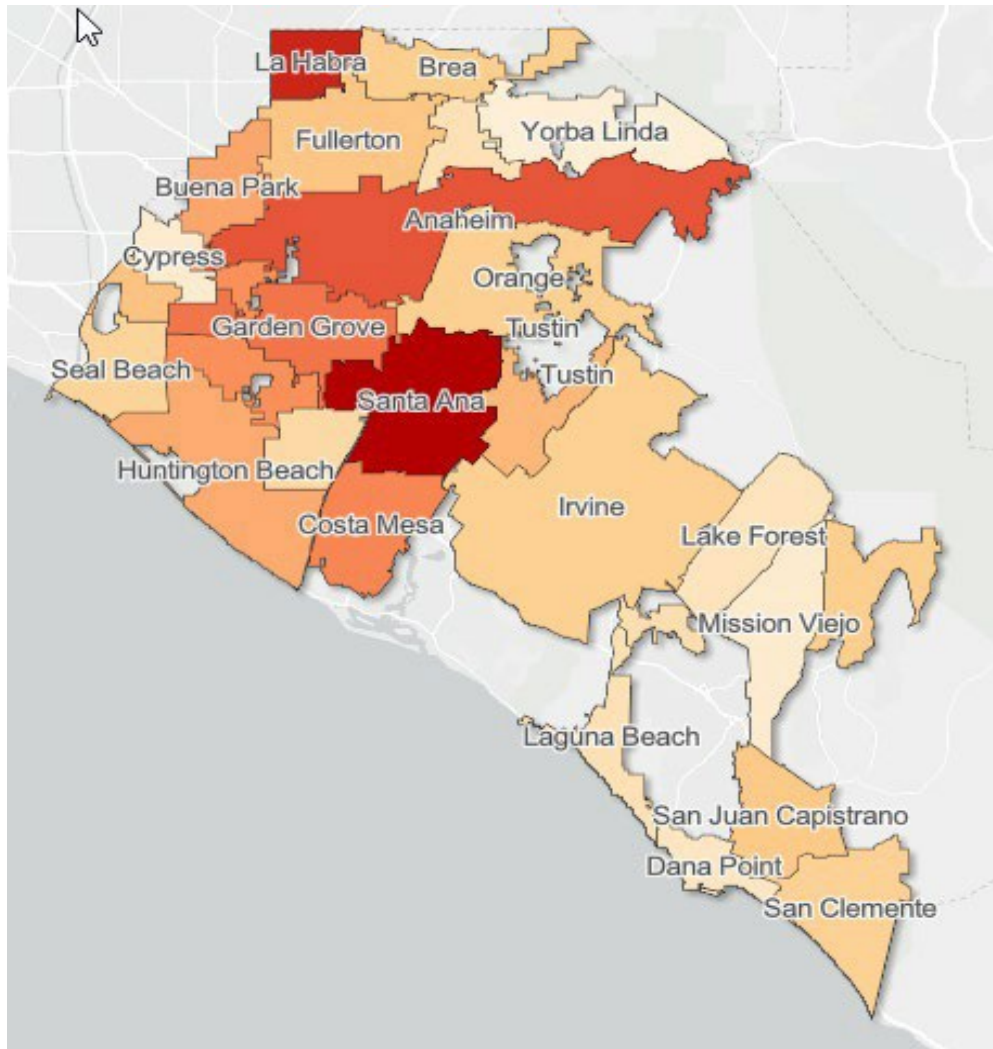 La Habra
Brea
Fullerton
Yorba Linda
Buena Park
Anaheim
Cypress
Orange
Garden Grove
Tustin
Seal Beach
Tustin
Santa Ana
Huntington Beach
Irvine
Costa Mesa
Lake Forest
Mission Viejo
Laguna Beach
San Juan Capistrano
Dana Point
San Clemente